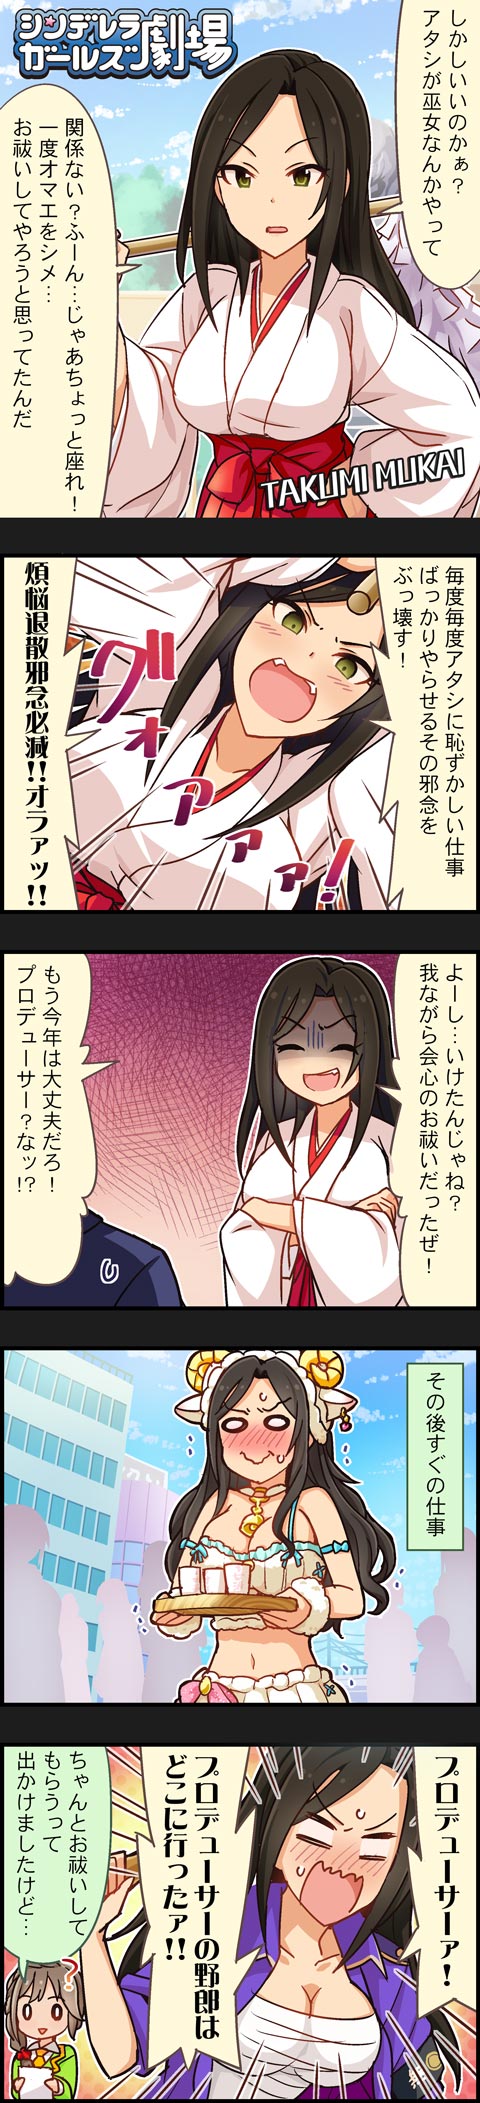 シンデレラ
ガールズ劇場
しかしいいのかぁ？
アタシが巫女なんかやって
関係ない？ふーん…じゃあちょっと座れ！
一度オマエをシメ…
お祓いしてやろうと思ってたんだ
TAKUMI MUKAI
毎度毎度アタシに恥ずかしい仕事
ばっかりやらせるその邪念を
ぶっ壊す！
グォァァァァ！
煩悩退散邪念必滅!!オラァッ!!
よーし…いけたんじゃね？
我ながら会心のお祓いだったぜ！
もう今年は大丈夫だろ！
プロデューサー？なッ!?
その後すぐの仕事
プロデューサーァ！
プロデューサーの野郎は
どこに行ったァ!!
ちゃんとお祓いして
もらうって
出かけましたけど…
？